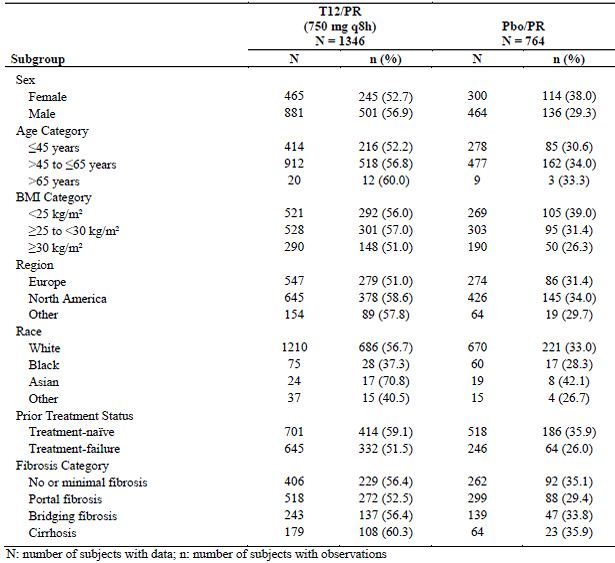 T12/PR Pbo/PR
(750 mg q8h)
N = 1346 N = 764
Subgroup N n (%) N n (%)
Sex
Female 465 245 (52.7) 300 114 (38.0)
Male 881 501 (56.9) 464 136 (29.3)
Age Category
≤45 years 414 216 (52.2) 278 85 (30.6)
>45 to ≤65 years 912 518 (56.8) 477 162 (34.0)
>65 years 20 12 (60.0) 9 3 (33.3)
BMI Category
<25 kg/m² 521 292 (56.0) 269 105 (39.0)
≥25 to <30 kg/m² 528 301 (57.0) 303 95 (31.4)
≥30 kg/m² 290 148 (51.0) 190 50 (26.3)
Region
Europe 547 279 (51.0) 274 86 (31.4)
North America 645 378 (58.6) 426 145 (34.0)
Other 154 89 (57.8) 64 19 (29.7)
Race
White 1210 686 (56.7) 670 221 (33.0)
Black 75 28 (37.3) 60 17 (28.3)
Asian 24 17 (70.8) 19 8 (42.1)
Other 37 15 (40.5) 15 4 (26.7)
Prior Treatment Status
Treatment-naïve 701 414 (59.1) 518 186 (35.9)
Treatment-failure 645 332 (51.5) 246 64 (26.0)
Fibrosis Category
No or minimal fibrosis 406 229 (56.4) 262 92 (35.1)
Portal fibrosis 518 272 (52.5) 299 88 (29.4)
Bridging fibrosis 243 137 (56.4) 139 47 (33.8)
Cirrhosis 179 108 (60.3) 64 23 (35.9)
N: number of subjects with data; n: number of subjects with observations